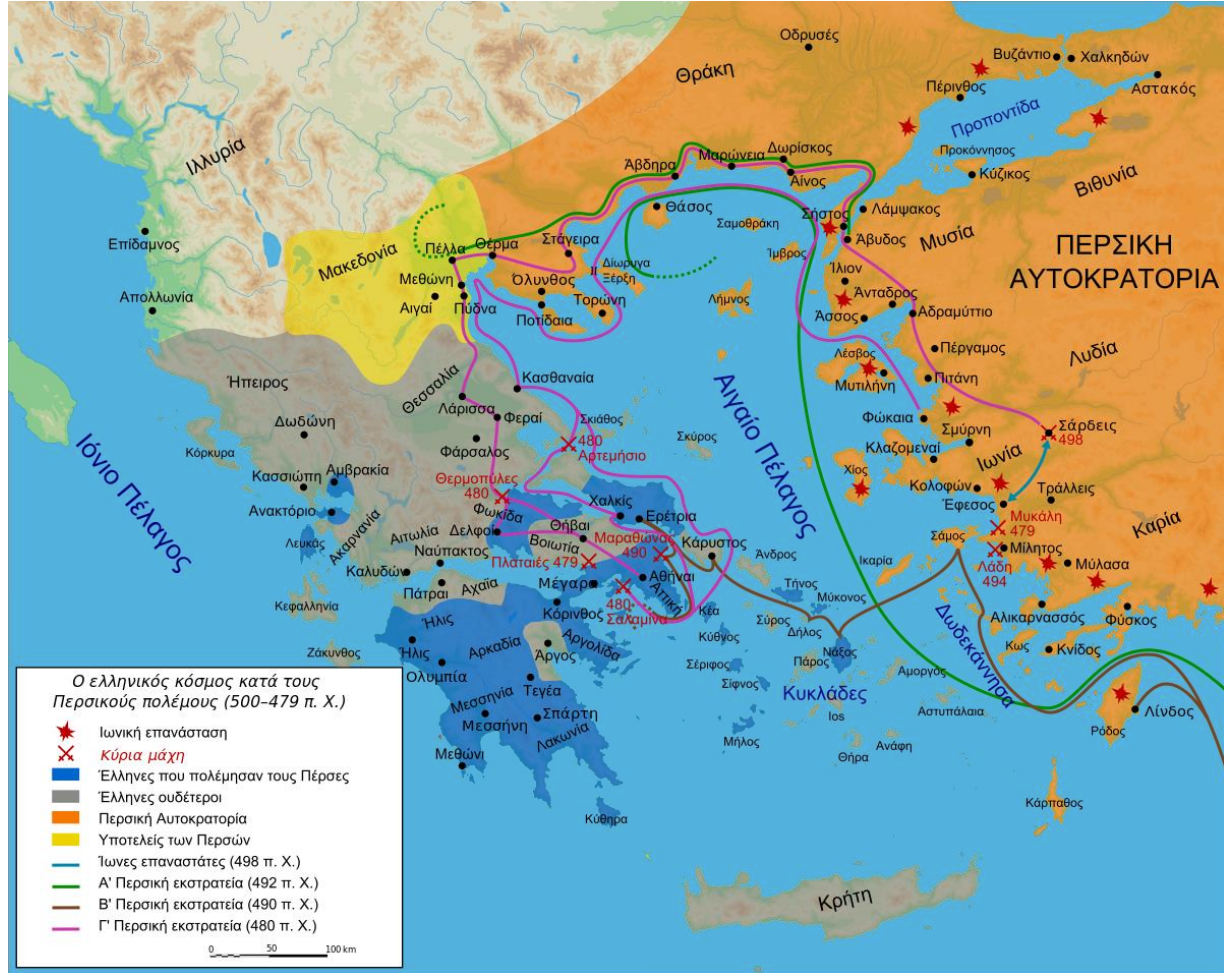 Οδρυσές
Βυζάντιο
Χαλκηδών
Θράκη
Πέρινθος
Αστακός
Προποντίδα
Ιλλυρία
Δωρίσκος
Μαρώνεια
Άβδηρα
Αίνος
Προκόννησος
Κύζικος
Βιθυνία
Θάσος
Σαμοθράκη
Σήστος
Λάμψακος
Επίδαμνος
Μακεδονία
Πέλλα
Θέρμα
Στάγειρα
Άβυδος
Μυσία
ΠΕΡΣΙΚΗ
ΑΥΤΟΚΡΑΤΟΡΙΑ
Ίμβρος
Δίωρυγα
Ξέρξη
Μεθώνη
Όλυνθος
Ίλιον
Απολλωνία
Αιγαί
Πύδνα
Τορώνη
Λήμνος
Άνταδρος
Ποτίδαια
Άσσος
Αδραμύττιο
Πέργαμος
Λυδία
Ήπειρος
Θεσσαλία
Κασθαναία
Λέσβος
Μυτιλήνη
Πιτάνη
Λάρισσα
Φεραί
Σκιάθος
Αιγαίο Πέλαγος
Φώκαια
Δωδώνη
Σκύρος
Σάρδεις
498
Ιόνιο Πέλαγος
Κόρκυρα
Φάρσαλος
480
Αρτεμήσιο
Σμύρνη
Κλαζομεναί
Ιωνία
Κασσιώπη
Αμβρακία
Θερμοπύλες
480
Χίος
Κολοφών
Τράλλεις
Ανακτόριο
Φωκίδα
Χαλκίς
Ερέτρια
Έφεσος
Μυκάλη
479
Καρία
Λευκάς
Ακαρνανία
Αιτωλία
Δελφοί
Θήβαι
Βοιωτία
Μαραθώνας
490
Κάρυστος
Σάμος
Ναύπακτος
Πλαταιές 479
Άνδρος
Ικαρία
Μίλητος
Λάδη
494
Μύλασα
Καλυδών
Πάτραι
Αχαϊα
Μέγαρα
Αθήναι
Αττική
Τήνος
Μύκονος
Κεφαλληνία
Κόρινθος
480
Σαλαμίνα
Κέα
Σύρος
Δήλος
Αλικαρνασσός
Φύσκος
Δωδεκάννησα
Ήλις
Αρκαδία
Αργολίδα
Κύθνος
Νάξος
Κως
Κνίδος
Ζάκυνθος
Ήλις
Άργος
Σέριφος
Πάρος
Αμοργος
Ολυμπία
Τεγέα
Σίφνος
Κυκλάδες
Μεσσηνία
Μεσσήνη
Σπάρτη
Λακωνία
Ios
Αστυπάλαια
Λίνδος
Ρόδος
Μήλος
Ανάφη
Θήρα
Μεθώνι
Κύθηρα
Κάρπαθος
Κρήτη
Ο ελληνικός κόσμος κατά τους
Περσικούς πολέμους (500–479 π. Χ.)
Ιωνική επανάσταση
Κύρια μάχη
Έλληνες που πολέμησαν τους Πέρσες
Έλληνες ουδέτεροι
Περσική Αυτοκρατορία
Υποτελείς των Περσών
Ίωνες επαναστάτες (498 π. Χ.)
Α' Περσική εκστρατεία (492 π. Χ.)
Β' Περσική εκστρατεία (490 π. Χ.)
Γ' Περσική εκστρατεία (480 π. Χ.)
0 50 100 km